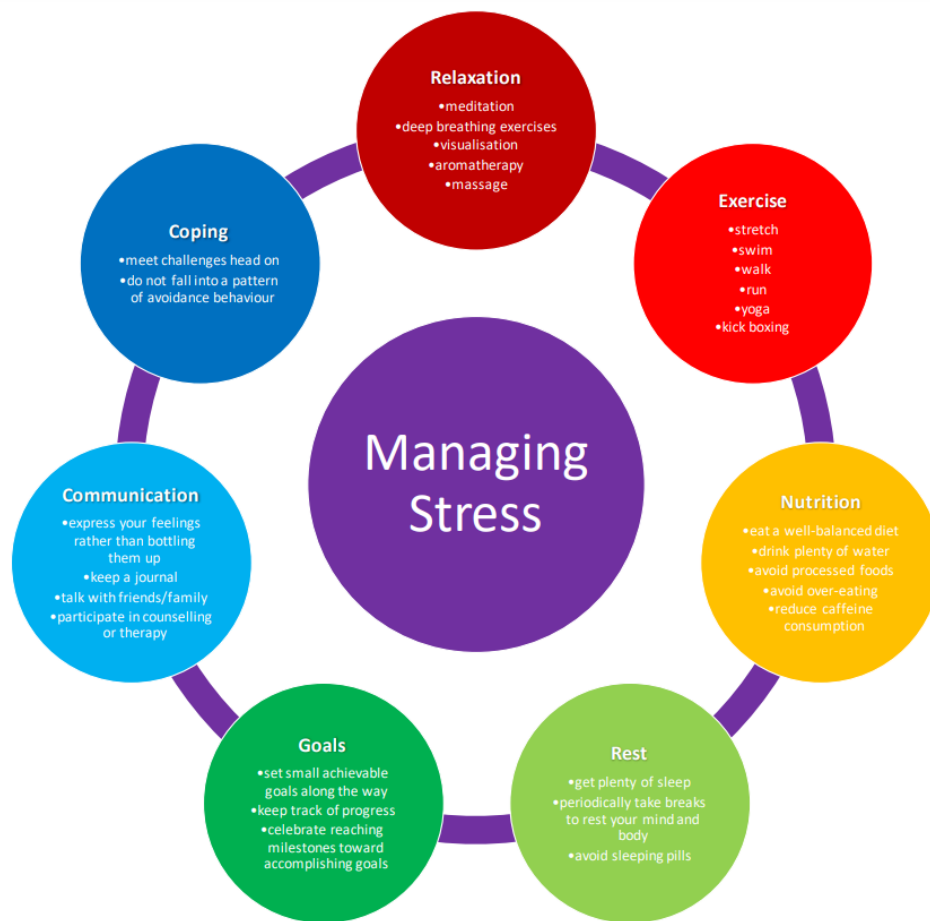 Relaxation
•meditation
•deep breathing exercises
•visualisation
•aromatherapy
•massage
Exercise
•stretch
•swim
•walk
•run
•yoga
•kick boxing
Nutrition
•eat a well-balanced diet
•drink plenty of water
•avoid processed foods
•avoid over-eating
•reduce caffeine
consumption
Rest
•get plenty of sleep
•periodically take breaks
to rest your mind and
body
•avoid sleeping pills
Goals
•set small achievable
goals along the way
•keep track of progress
•celebrate reaching
milestones toward
accomplishing goals
Communication
•express your feelings
rather than bottling
them up
•keep a journal
•talk with friends/family
•participate in counselling
or therapy
Coping
•meet challenges head on
•do not fall into a pattern
of avoidance behaviour
Managing
Stress